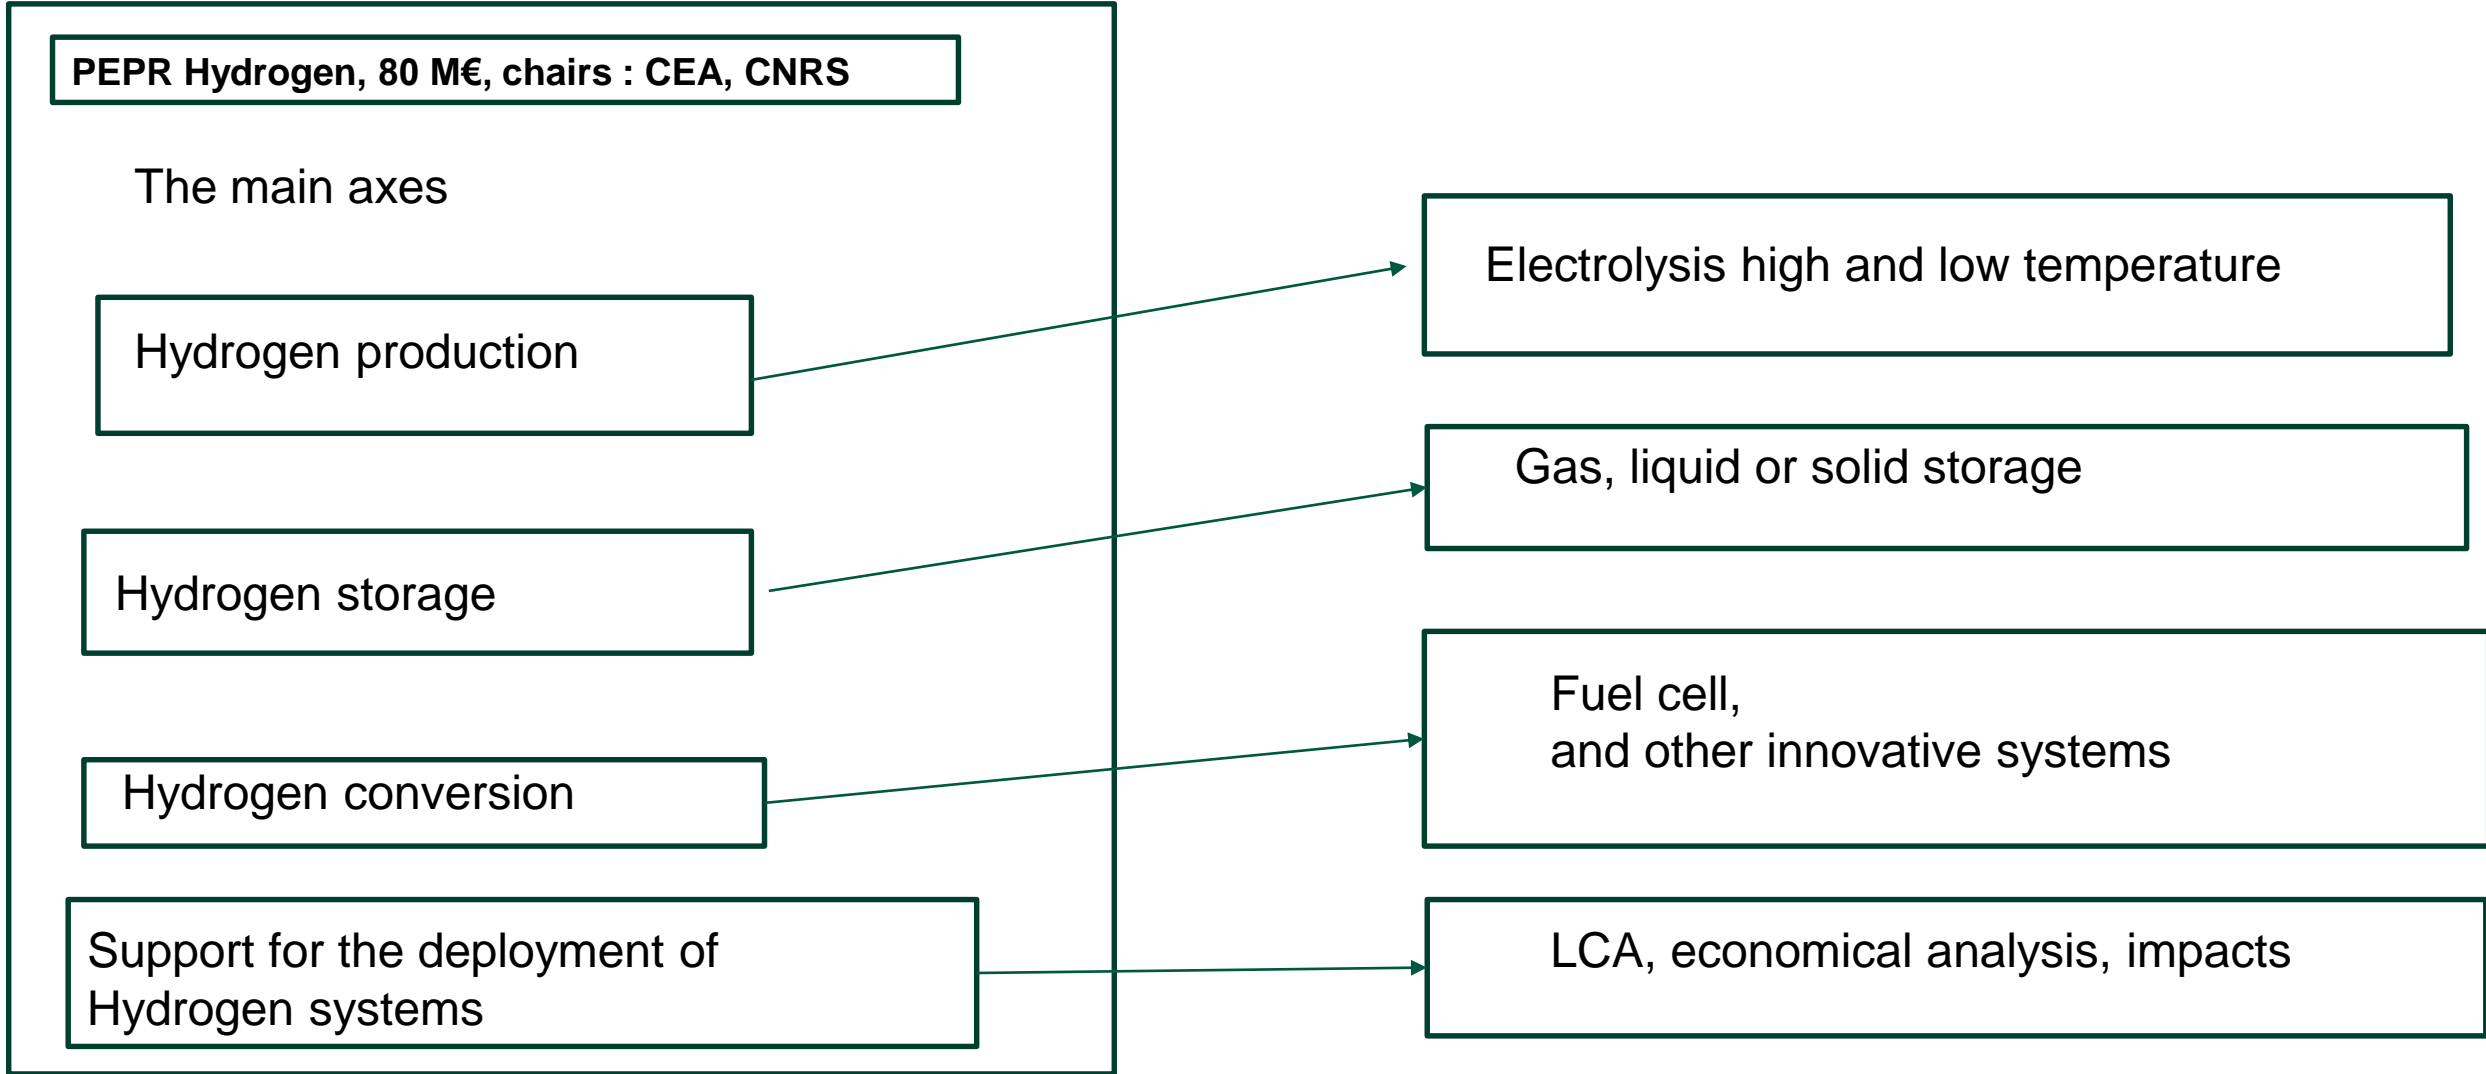 PEPR Hydrogen, 80 M€, chairs : CEA, CNRS
The main axes
Hydrogen production
Electrolysis high and low temperature
Hydrogen storage
Gas, liquid or solid storage
Hydrogen conversion
Fuel cell,
and other innovative systems
Support for the deployment of
Hydrogen systems
LCA, economical analysis, impacts